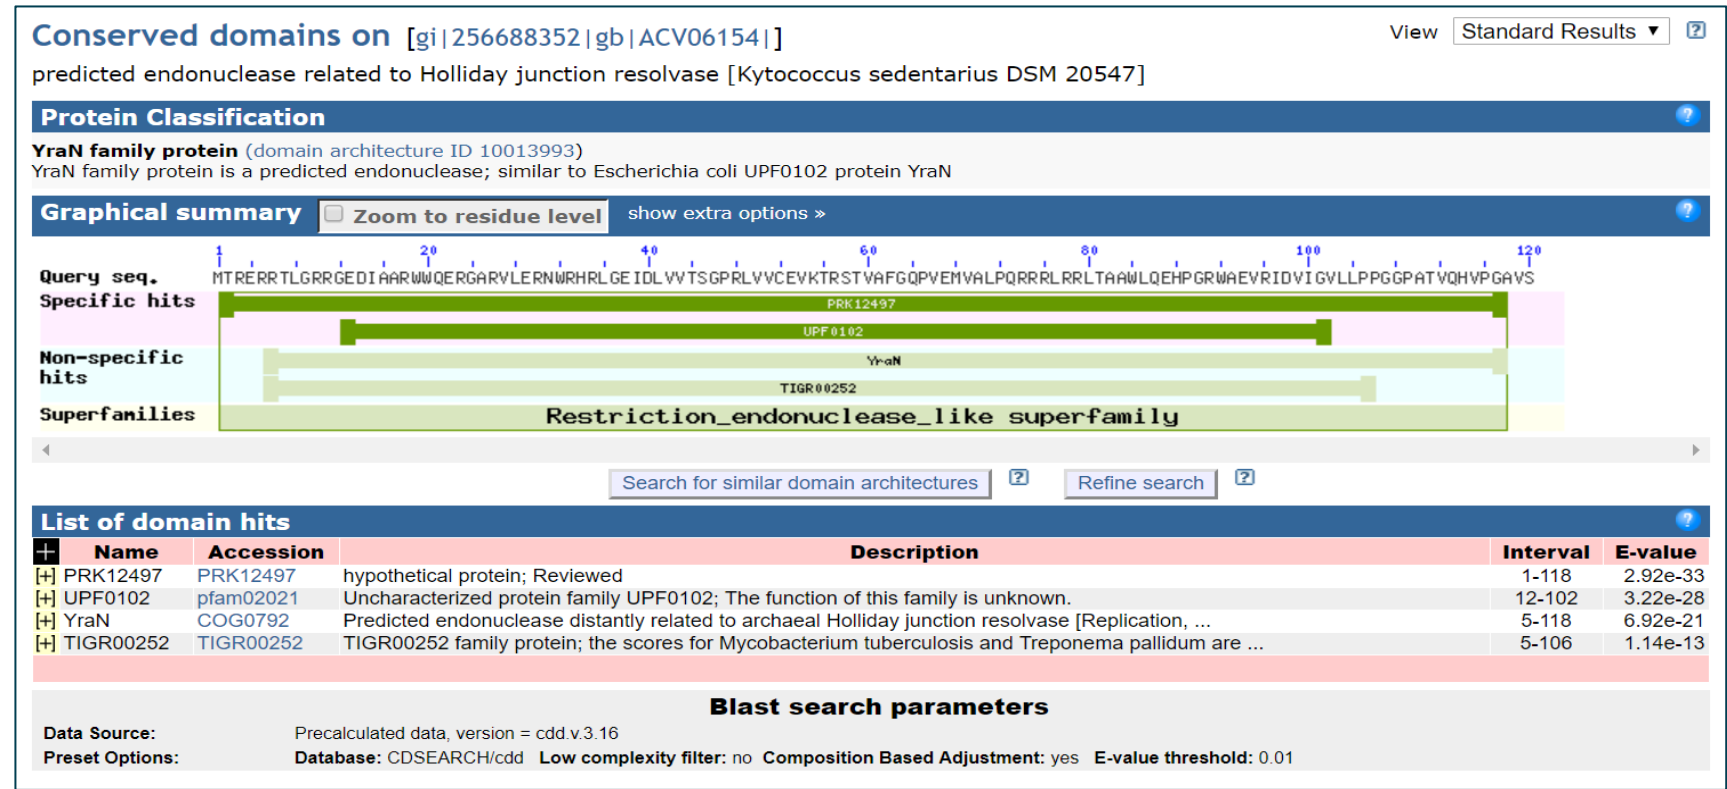 Conserved domains on [gi|256688352|gb|ACV06154|]
View Standard Results ▼ ?
predicted endonuclease related to Holliday junction resolvase [Kytococcus sedentarius DSM 20547]
Protein Classification ?
YraN family protein (domain architecture ID 10013993)
YraN family protein is a predicted endonuclease; similar to Escherichia coli UPF0102 protein YraN
Graphical summary Zoom to residue level show extra options » ?
1 20 40 60 80 100 120
Query seq. MTRERRTLGRRGEDIAARWWQERGARVLERNWRHRLGEIDLVVTSGPRLVVCEVKTRSTVAFGQPVEMVALPQRRRLRRLTAAWLQEHPGRWAEVRIDVIGVLLPPGGPATVQHVPGAVS
Specific hits
PRK12497
UPF0102
Non-specific
hits
YraN
TIGR00252
Superfamilies Restriction_endonuclease_like superfamily
Search for similar domain architectures ? Refine search ?
List of domain hits ?
+ Name Accession Description Interval E-value
[+] PRK12497 PRK12497 hypothetical protein; Reviewed 1-118 2.92e-33
[+] UPF0102 pfam02021 Uncharacterized protein family UPF0102; The function of this family is unknown. 12-102 3.22e-28
[+] YraN COG0792 Predicted endonuclease distantly related to archaeal Holliday junction resolvase [Replication, ... 5-118 6.92e-21
[+] TIGR00252 TIGR00252 TIGR00252 family protein; the scores for Mycobacterium tuberculosis and Treponema pallidum are ... 5-106 1.14e-13
Blast search parameters
Data Source: Precalculated data, version = cdd.v.3.16
Preset Options: Database: CDSEARCH/cdd Low complexity filter: no Composition Based Adjustment: yes E-value threshold: 0.01